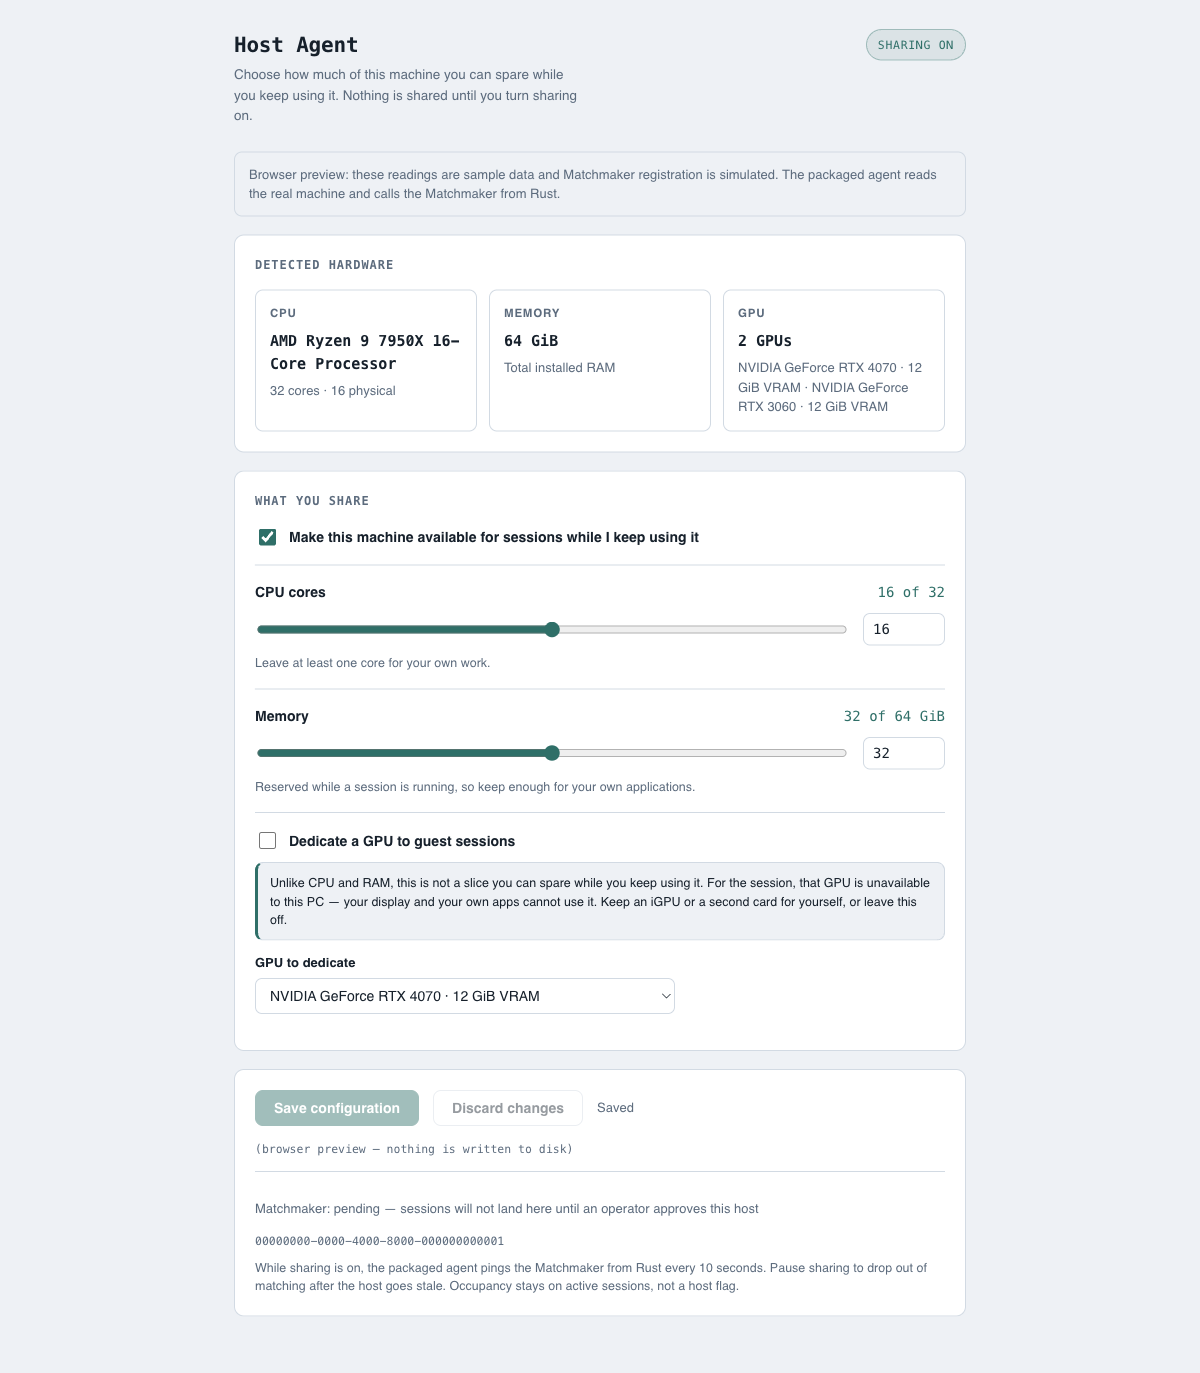 Host Agent
SHARING ON
Choose how much of this machine you can spare while
you keep using it. Nothing is shared until you turn sharing
on.
Browser preview: these readings are sample data and Matchmaker registration is simulated. The packaged agent reads
the real machine and calls the Matchmaker from Rust.
DETECTED HARDWARE
CPU
AMD Ryzen 9 7950X 16-
Core Processor
32 cores · 16 physical
MEMORY
64 GiB
Total installed RAM
GPU
2 GPUs
NVIDIA GeForce RTX 4070 · 12
GiB VRAM · NVIDIA GeForce
RTX 3060 · 12 GiB VRAM
WHAT YOU SHARE
Make this machine available for sessions while I keep using it
CPU cores
16 of 32
16
Leave at least one core for your own work.
Memory
32 of 64 GiB
32
Reserved while a session is running, so keep enough for your own applications.
Dedicate a GPU to guest sessions
Unlike CPU and RAM, this is not a slice you can spare while you keep using it. For the session, that GPU is unavailable
to this PC — your display and your own apps cannot use it. Keep an iGPU or a second card for yourself, or leave this
off.
GPU to dedicate
NVIDIA GeForce RTX 4070 · 12 GiB VRAM
Save configuration
Discard changes
Saved
(browser preview — nothing is written to disk)
Matchmaker: pending — sessions will not land here until an operator approves this host
00000000-0000-4000-8000-000000000001
While sharing is on, the packaged agent pings the Matchmaker from Rust every 10 seconds. Pause sharing to drop out of
matching after the host goes stale. Occupancy stays on active sessions, not a host flag.